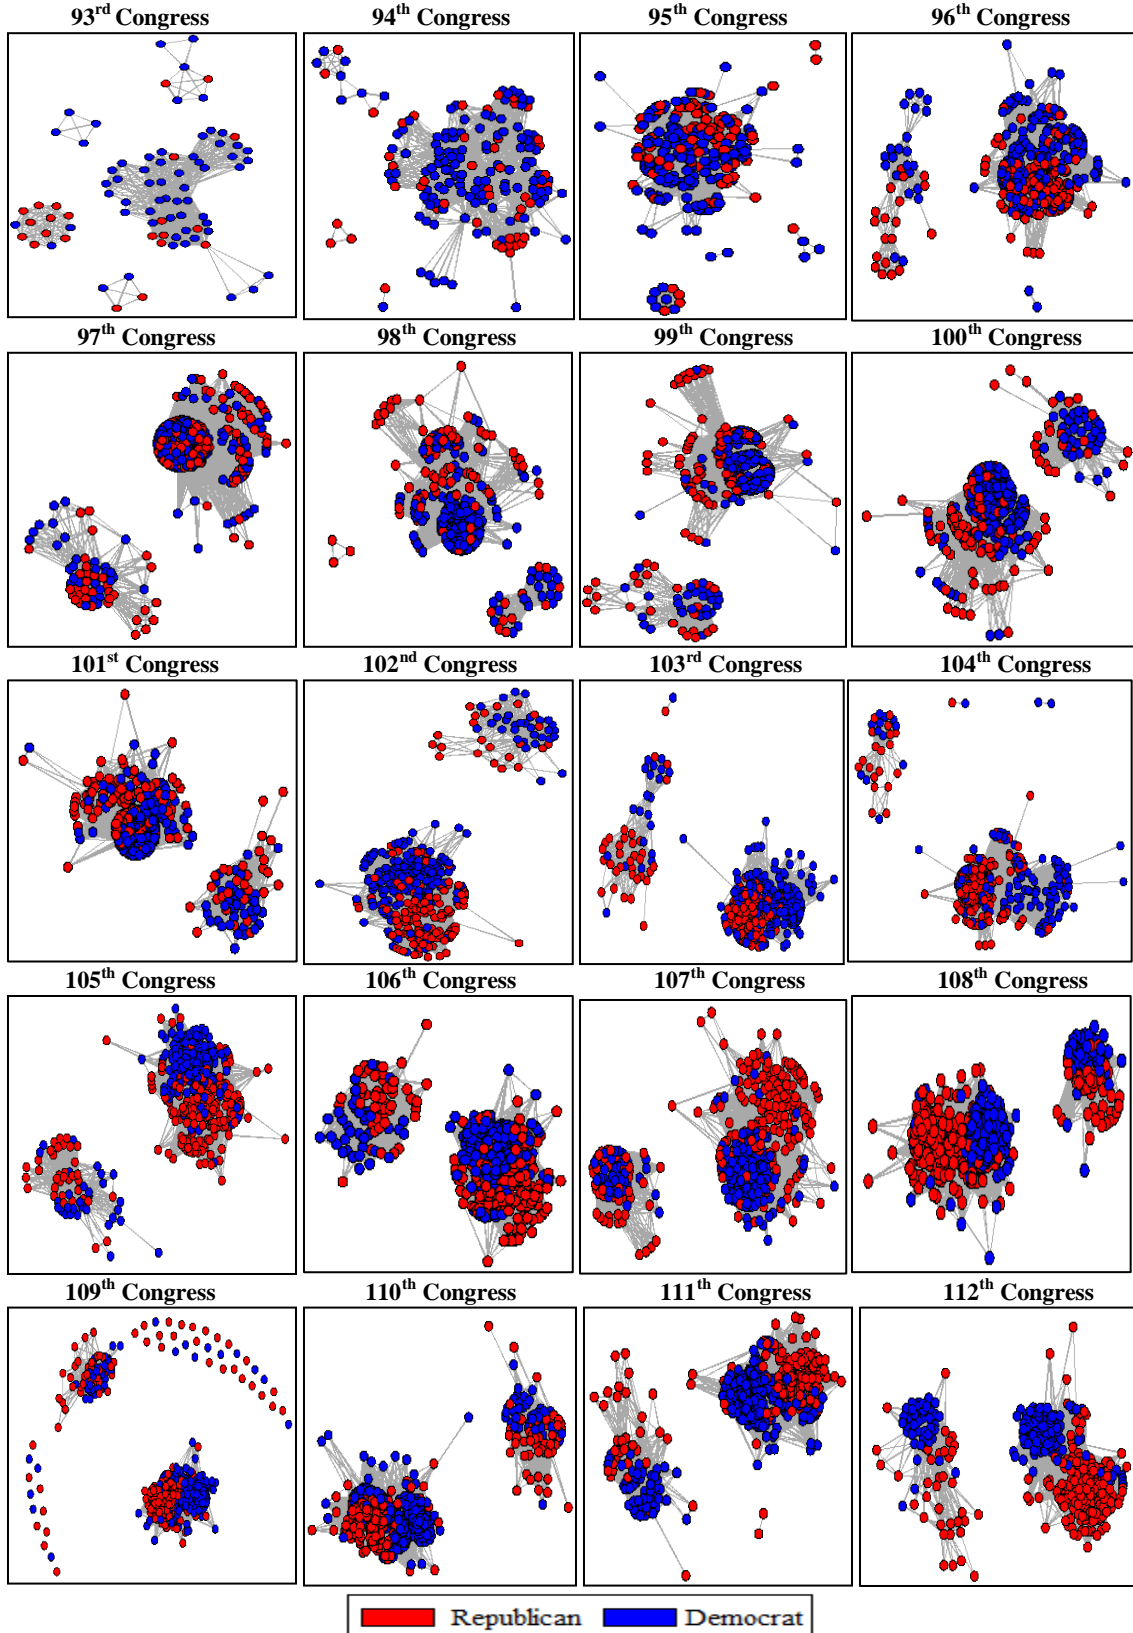 93rd Congress 94th Congress 95th Congress 96th Congress
97th Congress 98th Congress 99th Congress 100th Congress
101st Congress 102nd Congress 103rd Congress 104th Congress
105th Congress 106th Congress 107th Congress 108th Congress
109th Congress 110th Congress 111th Congress 112th Congress
Republican Democrat